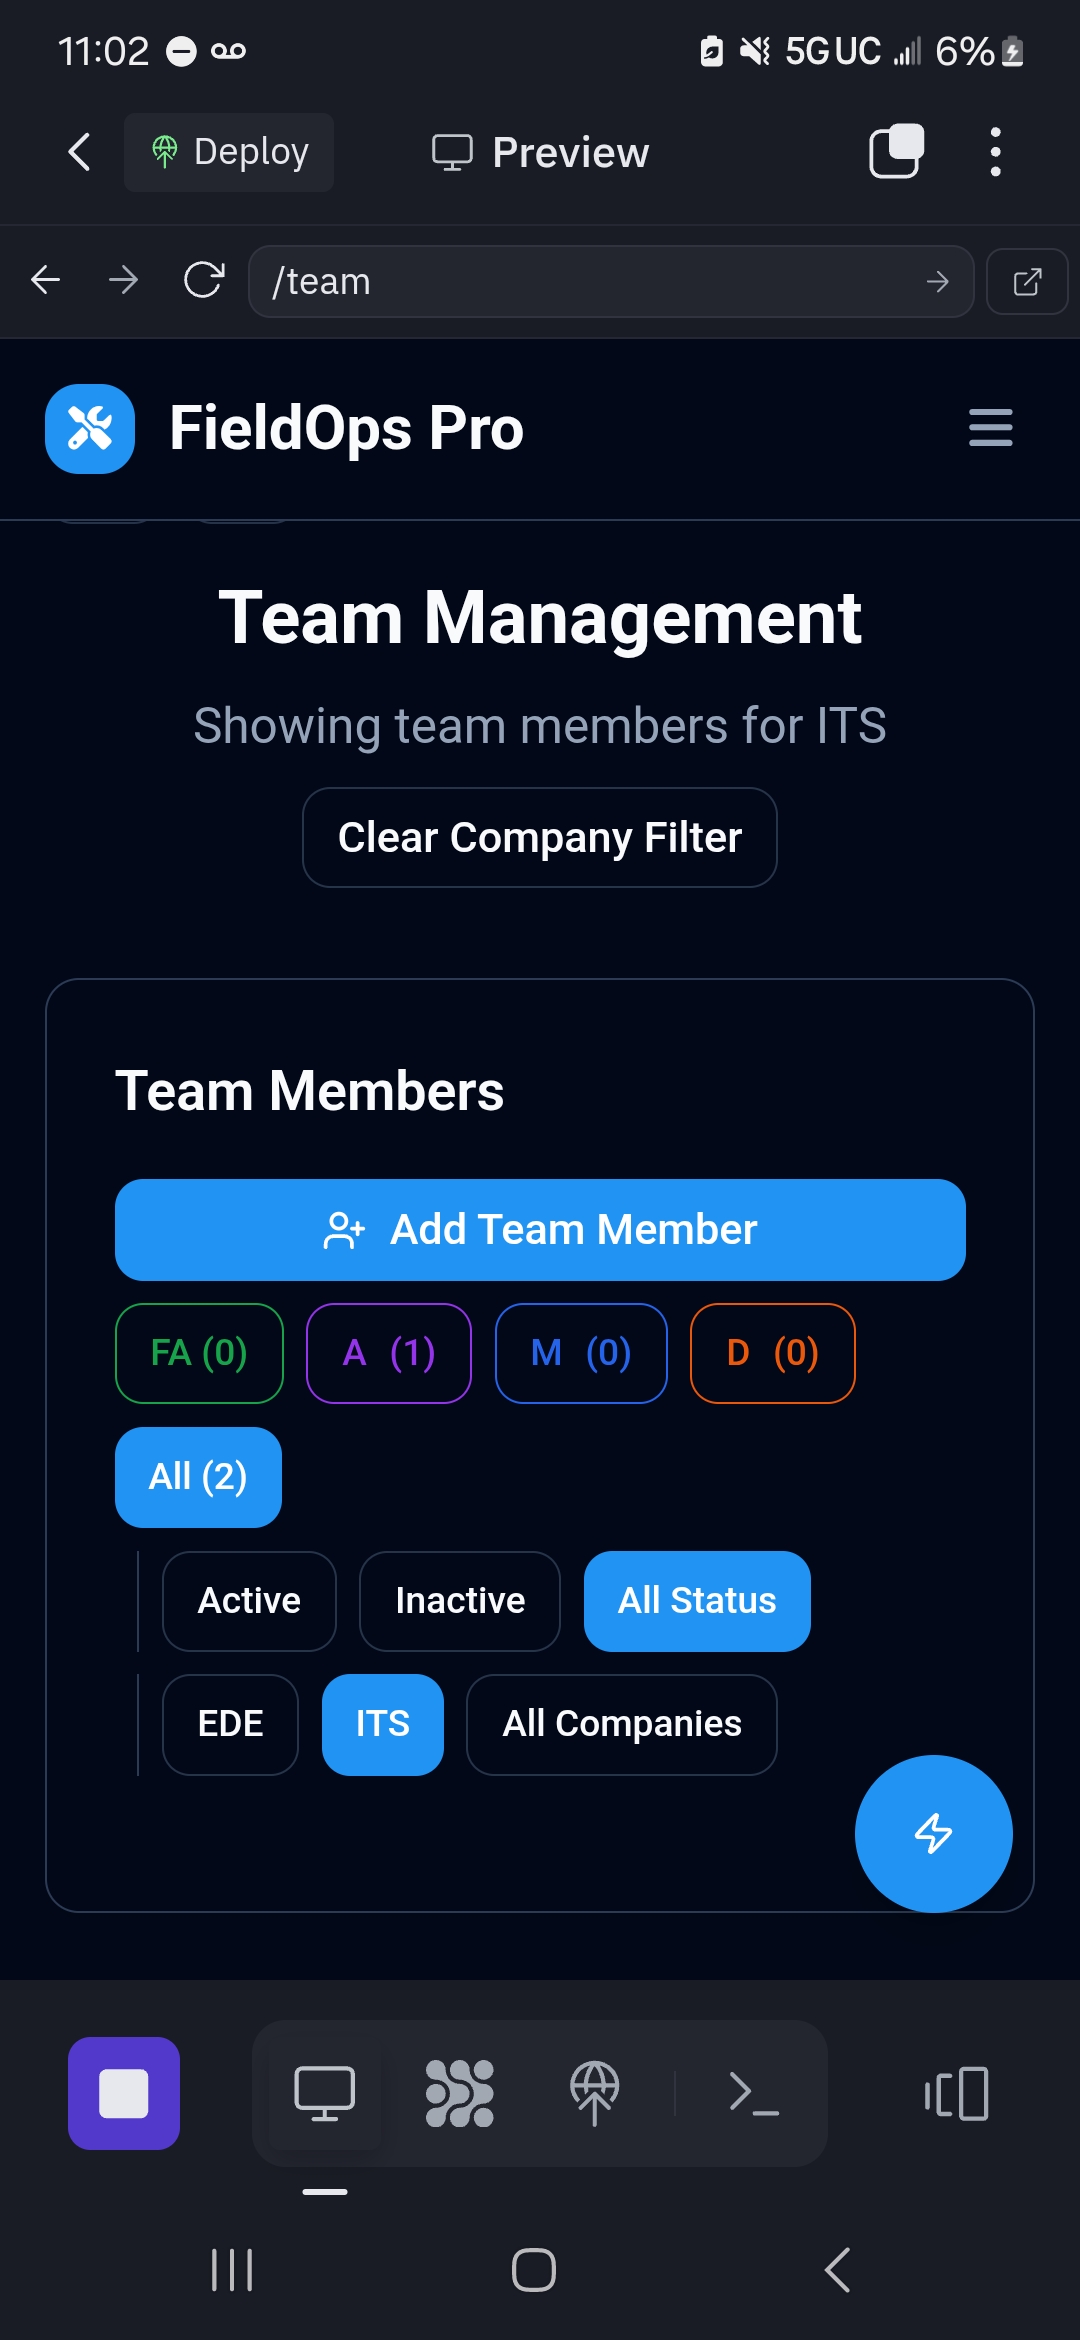 11:02 5G UC 6%
Deploy Preview
/team
FieldOps Pro
Team Management
Showing team members for ITS
Clear Company Filter
Team Members
Add Team Member
FA (0) A (1) M (0) D (0)
All (2)
Active Inactive All Status
EDE ITS All Companies